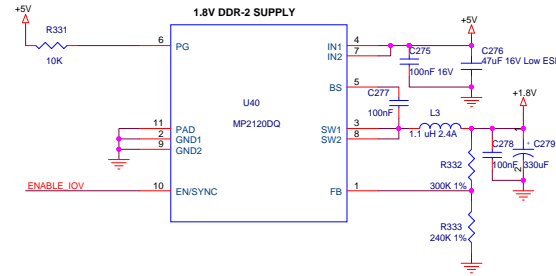 1.8V DDR-2 SUPPLY
+5V
R331
10K
6
PG
IN1
IN2
4
7
+5V
C275
100nF 16V
C276
47uF 16V Low ESR
BS
5
C277
100nF
U40
MP2120DQ
+1.8V
11
2
9
PAD
GND1
GND2
SW1
SW2
3
8
L3
1.1 uH 2.4A
C278
100nF
1
+
2
C279
330uF
R332
300K 1%
ENABLE_IOV
10
EN/SYNC
FB
1
R333
240K 1%